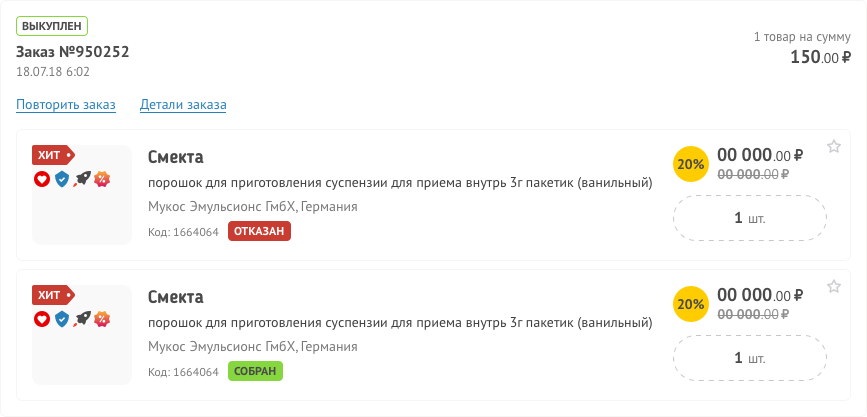 ВЫКУПЛЕН
Заказ №950252
18.07.18 6:02
1 товар на сумму
150.00 ₽
Повторить заказ Детали заказа
ХИТ
Смекта
порошок для приготовления суспензии для приема внутрь 3г пакетик (ванильный)
Мукос Эмульсионс ГмбХ, Германия
Код: 1664064 ОТКАЗАН
20%
00 000.00 ₽
00 000.00 ₽
1 шт.
ХИТ
Смекта
порошок для приготовления суспензии для приема внутрь 3г пакетик (ванильный)
Мукос Эмульсионс ГмбХ, Германия
Код: 1664064 СОБРАН
20%
00 000.00 ₽
00 000.00 ₽
1 шт.